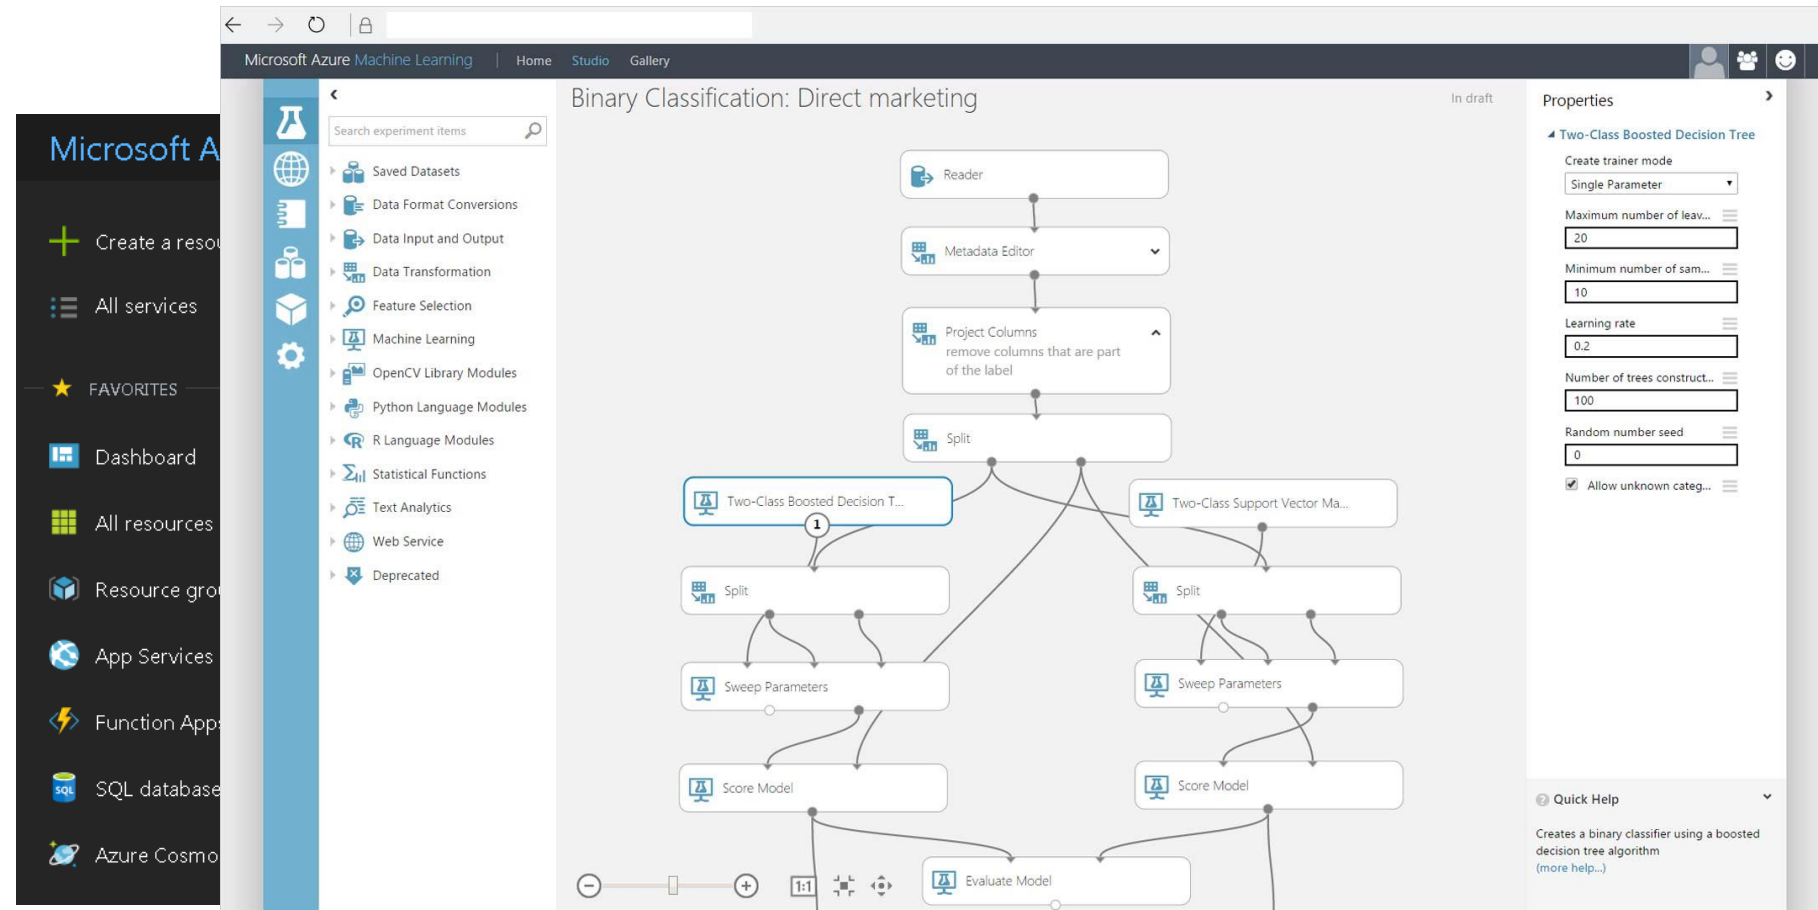 Microsoft A
Create a resou
All services
FAVORITES
Dashboard
All resources
Resource grou
App Services
Function Apps
SQL database
Azure Cosmo
Microsoft Azure Machine Learning | Home Studio Gallery
Search experiment items
Saved Datasets
Data Format Conversions
Data Input and Output
Data Transformation
Feature Selection
Machine Learning
OpenCV Library Modules
Python Language Modules
R Language Modules
Statistical Functions
Text Analytics
Web Service
Deprecated
Binary Classification: Direct marketing
In draft
Reader
Metadata Editor
Project Columns
remove columns that are part
of the label
Split
Two-Class Boosted Decision T...
1
Two-Class Support Vector Ma...
Split
Split
Sweep Parameters
Sweep Parameters
Score Model
Score Model
Evaluate Model
1:1
Properties
Two-Class Boosted Decision Tree
Create trainer mode
Single Parameter
Maximum number of leav...
20
Minimum number of sam...
10
Learning rate
0.2
Number of trees construct...
100
Random number seed
0
Allow unknown categ...
Quick Help
Creates a binary classifier using a boosted
decision tree algorithm
(more help...)